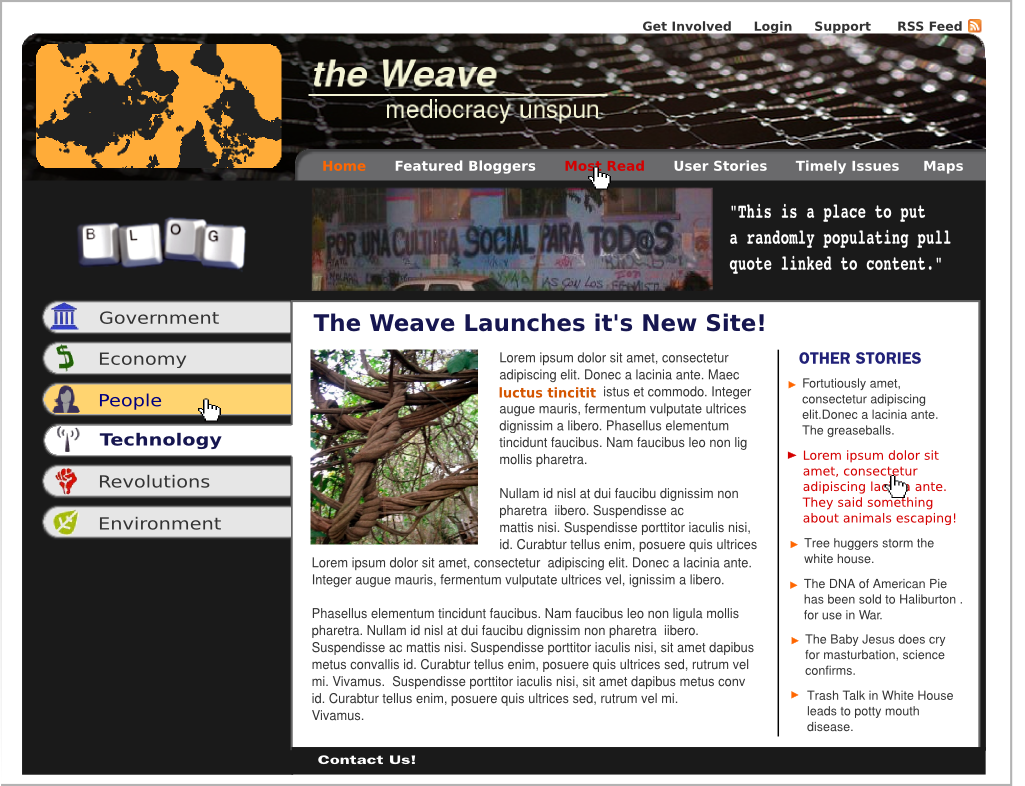 Get Involved Login Support RSS Feed
the Weave
mediocracy unspun
Home Featured Bloggers Most Read User Stories Timely Issues Maps
B L O G
POR UNA CULTURA SOCIAL PARA TOD@S
"This is a place to put
a randomly populating pull
quote linked to content."
Government
Economy
People
Technology
Revolutions
Environment
The Weave Launches it's New Site!
Lorem ipsum dolor sit amet, consectetur
adipiscing elit. Donec a lacinia ante. Maec
luctus tincitit istus et commodo. Integer
augue mauris, fermentum vulputate ultrices
dignissim a libero. Phasellus elementum
tincidunt faucibus. Nam faucibus leo non lig
mollis pharetra.
Nullam id nisl at dui faucibu dignissim non
pharetra iibero. Suspendisse ac
mattis nisi. Suspendisse porttitor iaculis nisi,
id. Curabtur tellus enim, posuere quis ultrices
Lorem ipsum dolor sit amet, consectetur adipiscing elit. Donec a lacinia ante.
Integer augue mauris, fermentum vulputate ultrices vel, ignissim a libero.
Phasellus elementum tincidunt faucibus. Nam faucibus leo non ligula mollis
pharetra. Nullam id nisl at dui faucibu dignissim non pharetra iibero.
Suspendisse ac mattis nisi. Suspendisse porttitor iaculis nisi, sit amet dapibus
metus convallis id. Curabtur tellus enim, posuere quis ultrices sed, rutrum vel
mi. Vivamus. Suspendisse porttitor iaculis nisi, sit amet dapibus metus conv
id. Curabtur tellus enim, posuere quis ultrices sed, rutrum vel mi.
Vivamus.
OTHER STORIES
Fortutiously amet,
consectetur adipiscing
elit.Donec a lacinia ante.
The greaseballs.
Lorem ipsum dolor sit
amet, consectetur
adipiscing ante.
They said something
about animals escaping!
Tree huggers storm the
white house.
The DNA of American Pie
has been sold to Haliburton .
for use in War.
The Baby Jesus does cry
for masturbation, science
confirms.
Trash Talk in White House
leads to potty mouth
disease.
Contact Us!